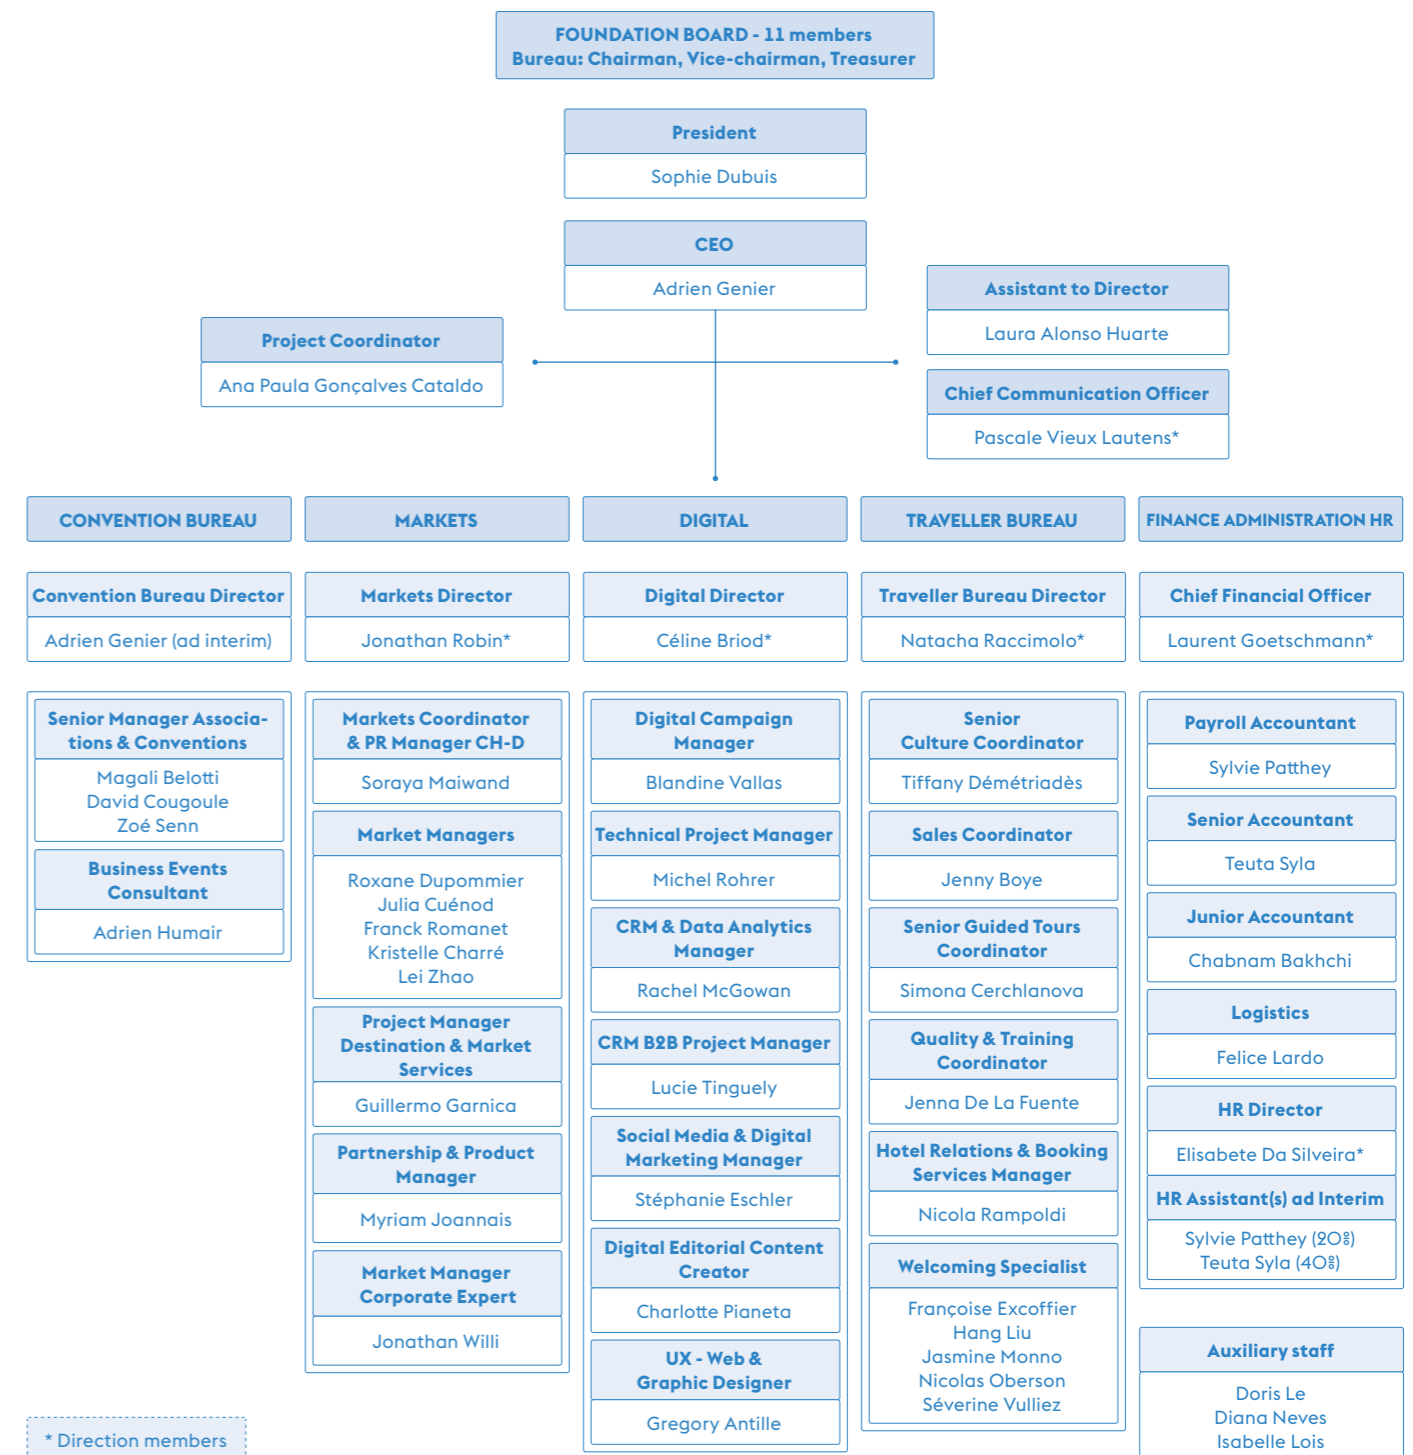 FOUNDATION BOARD - 11 members
Bureau: Chairman, Vice-chairman, Treasurer
President
Sophie Dubuis
CEO
Adrien Genier
Assistant to Director
Laura Alonso Huarte
Project Coordinator
Ana Paula Gonçalves Cataldo
Chief Communication Officer
Pascale Vieux Lautens*
CONVENTION BUREAU
Convention Bureau Director
Adrien Genier (ad interim)
Senior Manager Associa-
tions & Conventions
Magali Belotti
David Cougoule
Zoé Senn
Business Events
Consultant
Adrien Humair
MARKETS
Markets Director
Jonathan Robin*
Markets Coordinator
& PR Manager CH-D
Soraya Maiwand
Market Managers
Roxane Dupommier
Julia Cuénod
Franck Romanet
Kristelle Charré
Lei Zhao
Project Manager
Destination & Market
Services
Guillermo Garnica
Partnership & Product
Manager
Myriam Joannais
Market Manager
Corporate Expert
Jonathan Willi
DIGITAL
Digital Director
Céline Briod*
Digital Campaign
Manager
Blandine Vallas
Technical Project Manager
Michel Rohrer
CRM & Data Analytics
Manager
Rachel McGowan
CRM B2B Project Manager
Lucie Tinguely
Social Media & Digital
Marketing Manager
Stéphanie Eschler
Digital Editorial Content
Creator
Charlotte Pianeta
UX - Web &
Graphic Designer
Gregory Antille
TRAVELLER BUREAU
Traveller Bureau Director
Natacha Raccimolo*
Senior
Culture Coordinator
Tiffany Démétriadès
Sales Coordinator
Jenny Boye
Senior Guided Tours
Coordinator
Simona Cerchlanova
Quality & Training
Coordinator
Jenna De La Fuente
Hotel Relations & Booking
Services Manager
Nicola Rampoldi
Welcoming Specialist
Françoise Excoffier
Hang Liu
Jasmine Monno
Nicolas Oberson
Séverine Vulliez
FINANCE ADMINISTRATION HR
Chief Financial Officer
Laurent Goetschmann*
Payroll Accountant
Sylvie Patthey
Senior Accountant
Teuta Syla
Junior Accountant
Chabnam Bakhchi
Logistics
Felice Lardo
HR Director
Elisabete Da Silveira*
HR Assistant(s) ad Interim
Sylvie Patthey (20%)
Teuta Syla (40%)
Auxiliary staff
Doris Le
Diana Neves
Isabelle Lois
* Direction members